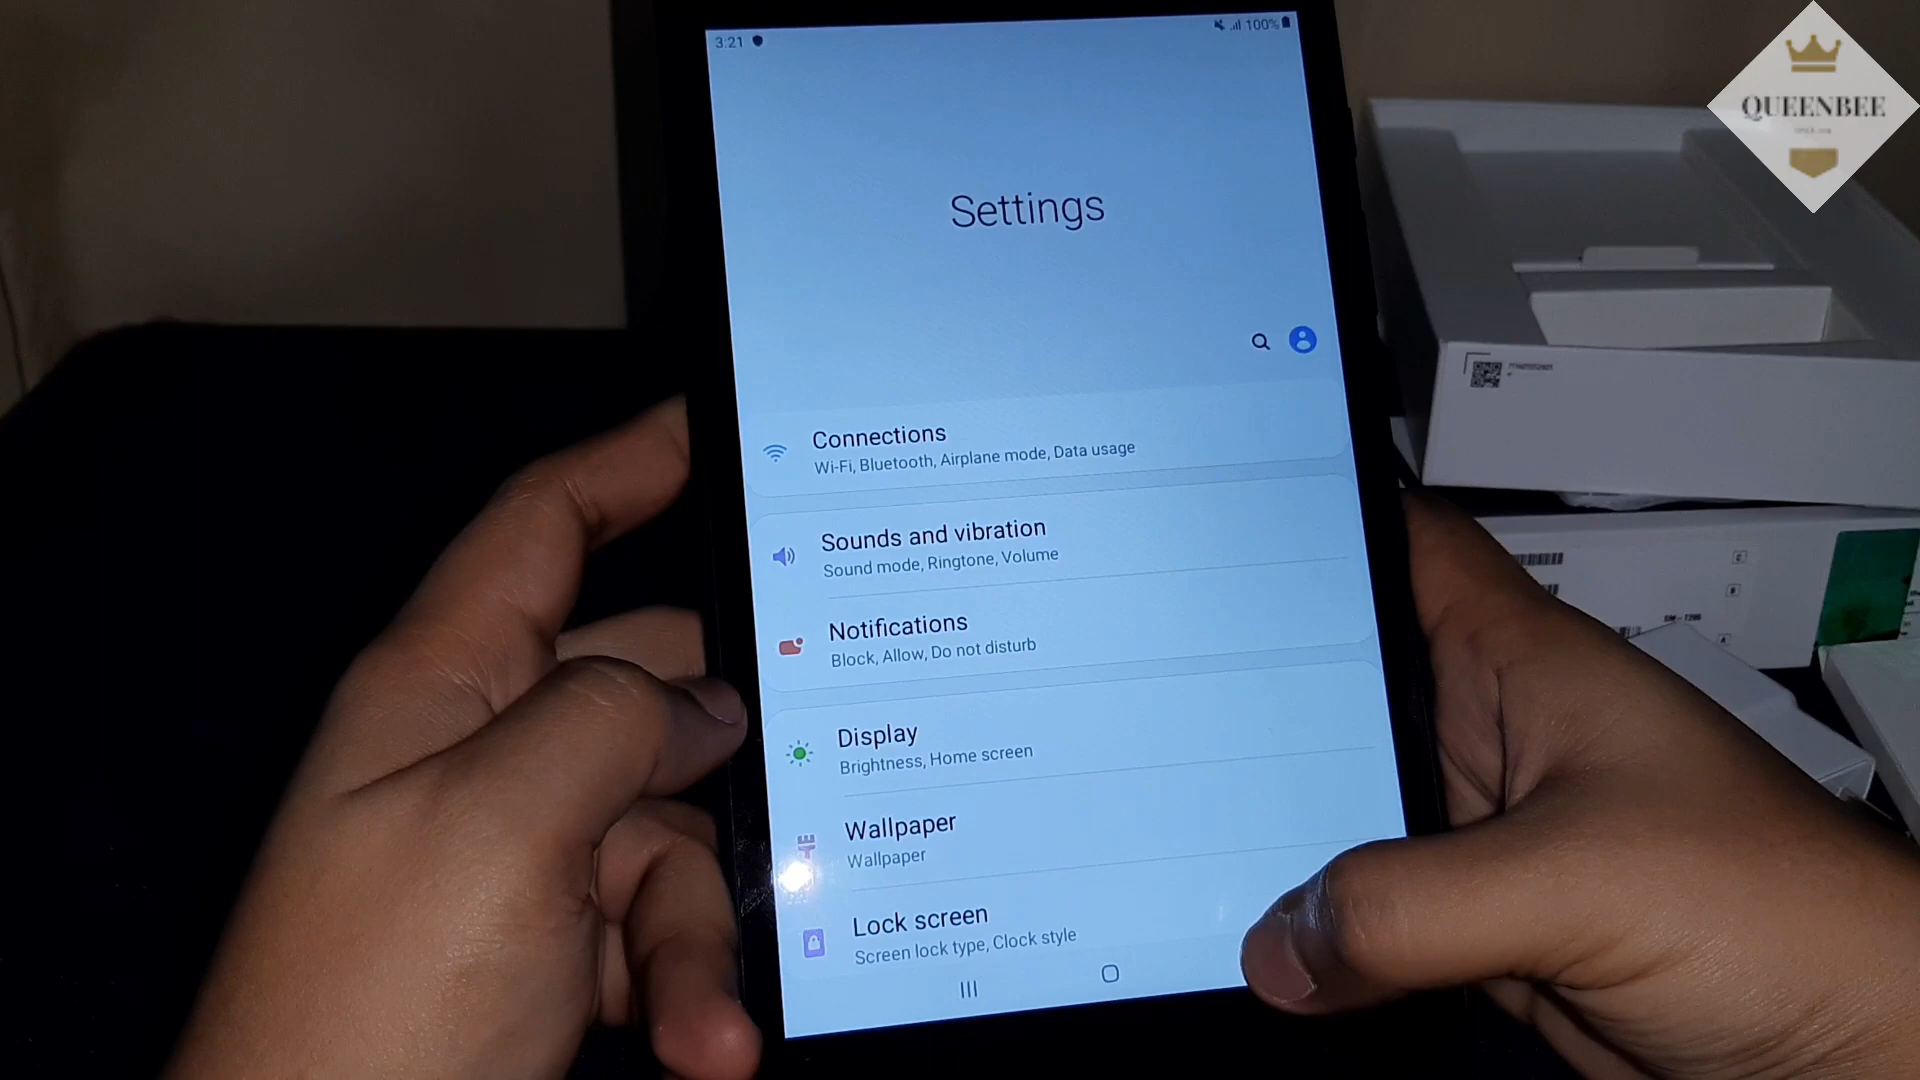 3:21
100%
QUEENBEE
Settings
Connections
Wi-Fi, Bluetooth, Airplane mode, Data usage
Sounds and vibration
Sound mode, Ringtone, Volume
Notifications
Block, Allow, Do not disturb
Display
Brightness, Home screen
Wallpaper
Wallpaper
Lock screen
Screen lock type, Clock style
C
B
A